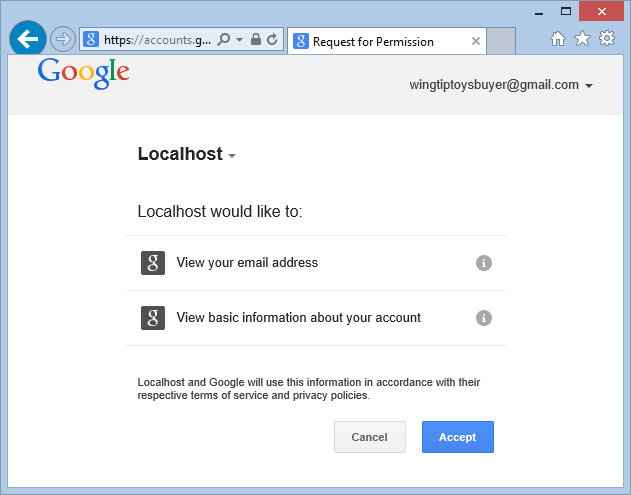 https://accounts.g...
Request for Permission
Google
wingtiptoysbuyer@gmail.com
Localhost
Localhost would like to:
g View your email address i
g View basic information about your account i
Localhost and Google will use this information in accordance with their
respective terms of service and privacy policies.
Cancel Accept